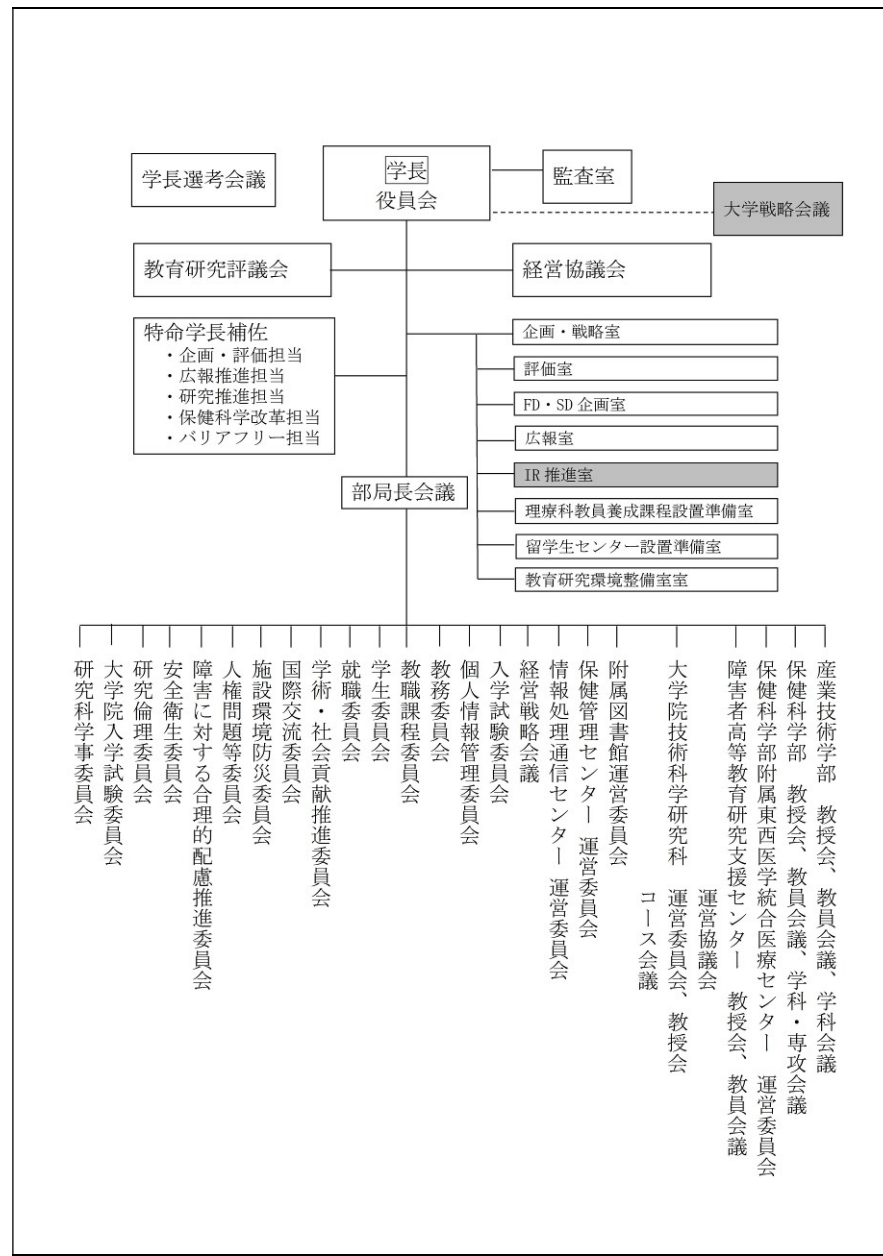 学長選考会議
学長
役員会
監査室
大学戦略会議
教育研究評議会
経営協議会
特命学長補佐
・企画・評価担当
・広報推進担当
・研究推進担当
・保健科学改革担当
・バリアフリー担当
企画・戦略室
評価室
FD・SD 企画室
広報室
IR 推進室
理療科教員養成課程設置準備室
留学生センター設置準備室
教育研究環境整備室室
部局長会議
産業技術学部　教授会、教員会議、学科会議
保健科学部　教授会、教員会議、学科・専攻会議
保健科学部附属東西医学統合医療センター　運営委員会
障害者高等教育研究支援センター　教授会、教員会議
運営協議会
大学院技術科学研究科　運営委員会、教授会
コース会議
附属図書館運営委員会
保健管理センター 運営委員会
情報処理通信センター 運営委員会
経営戦略会議
入学試験委員会
個人情報管理委員会
教務委員会
教職課程委員会
学生委員会
就職委員会
学術・社会貢献推進委員会
国際交流委員会
施設環境防災委員会
人権問題等委員会
障害に対する合理的配慮推進委員会
安全衛生委員会
研究倫理委員会
大学院入学試験委員会
研究科学事委員会